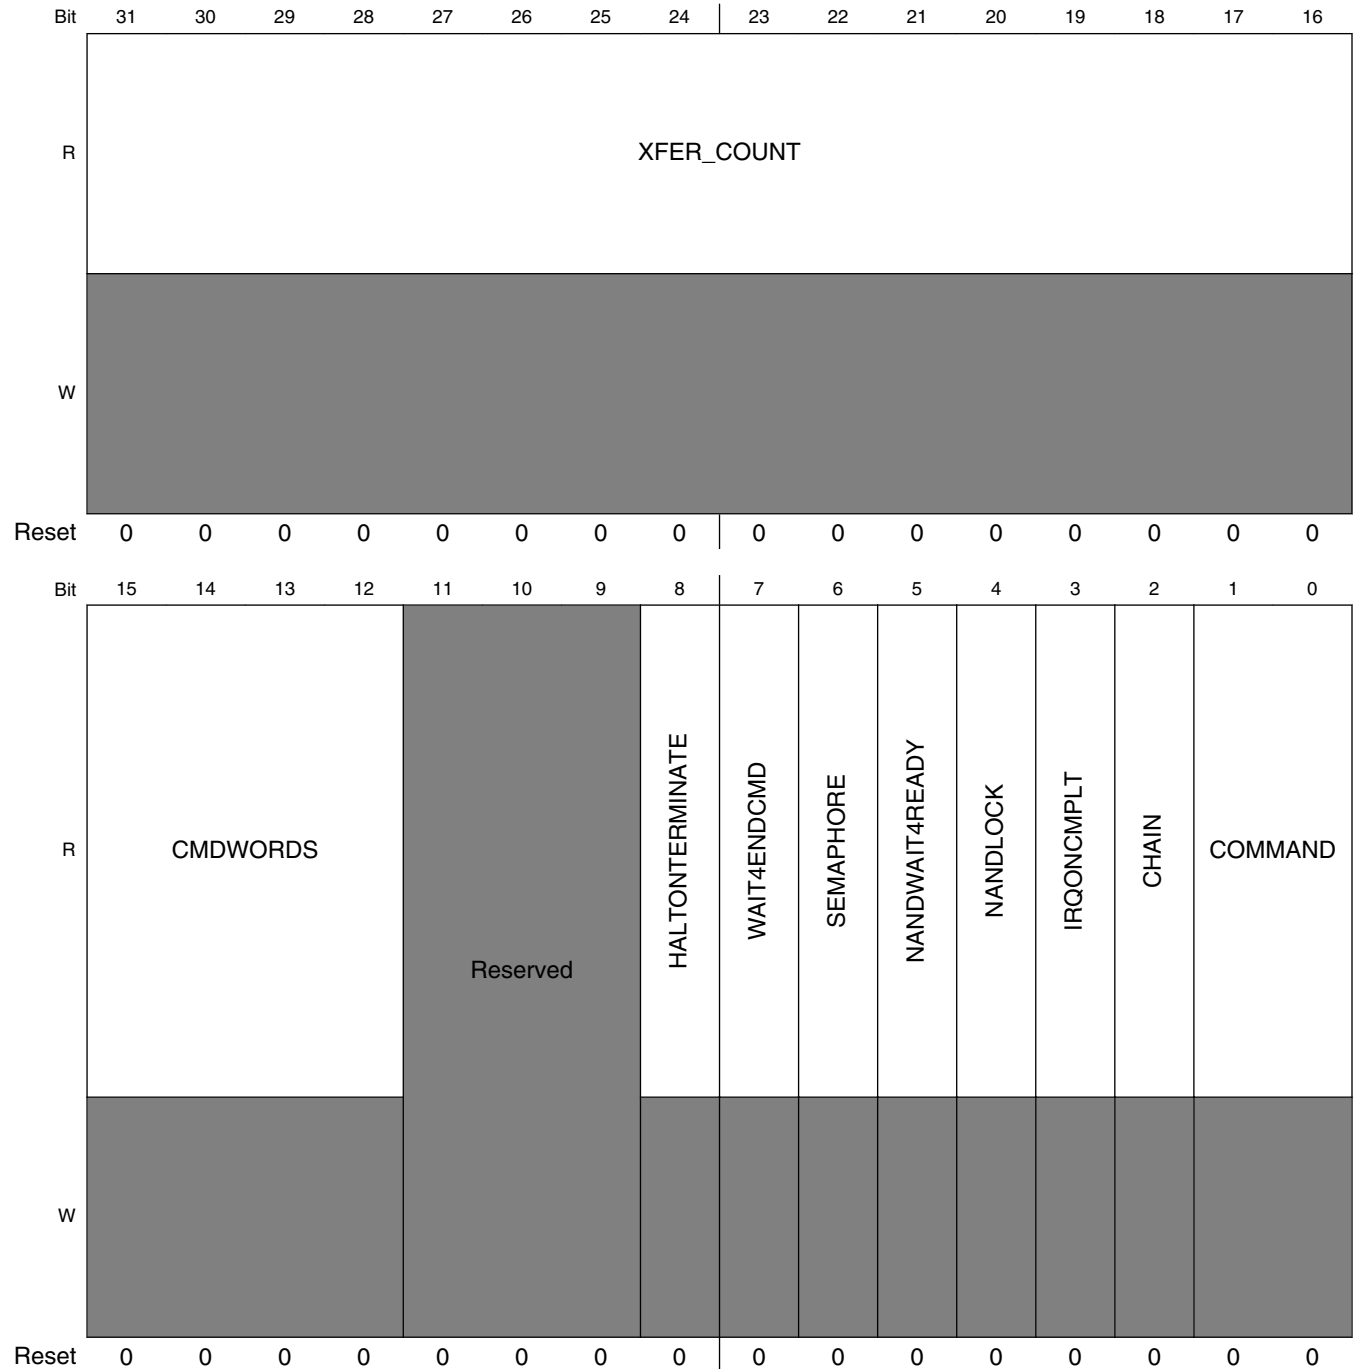 Bit 31 30 29 28 27 26 25 24 23 22 21 20 19 18 17 16
R XFER_COUNT
W
Reset 0 0 0 0 0 0 0 0 0 0 0 0 0 0 0 0
Bit 15 14 13 12 11 10 9 8 7 6 5 4 3 2 1 0
R CMDWORDS Reserved HALTONTERMINATE WAIT4ENDCMD SEMAPHORE NANDWAIT4READY NANDLOCK IRQONCMPLT CHAIN COMMAND
W
Reset 0 0 0 0 0 0 0 0 0 0 0 0 0 0 0 0